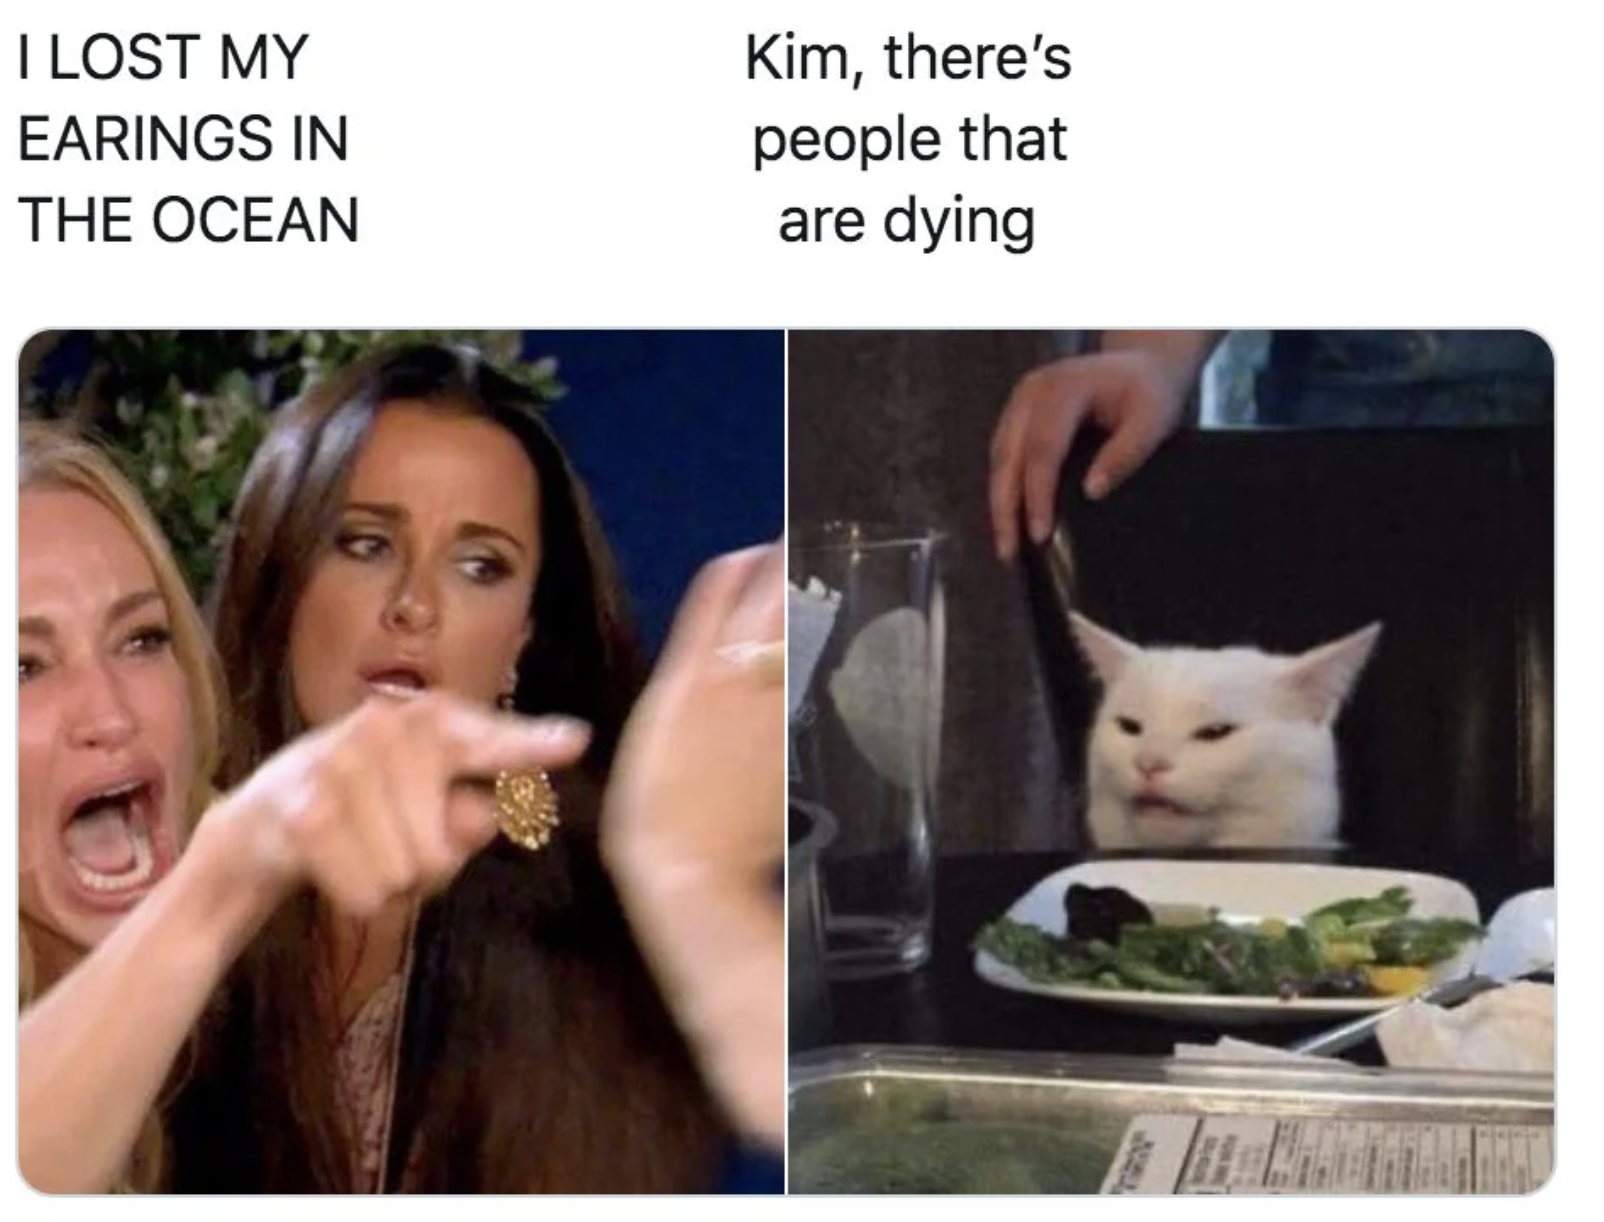 I LOST MY
EARINGS IN
THE OCEAN
Kim, there’s
people that
are dying